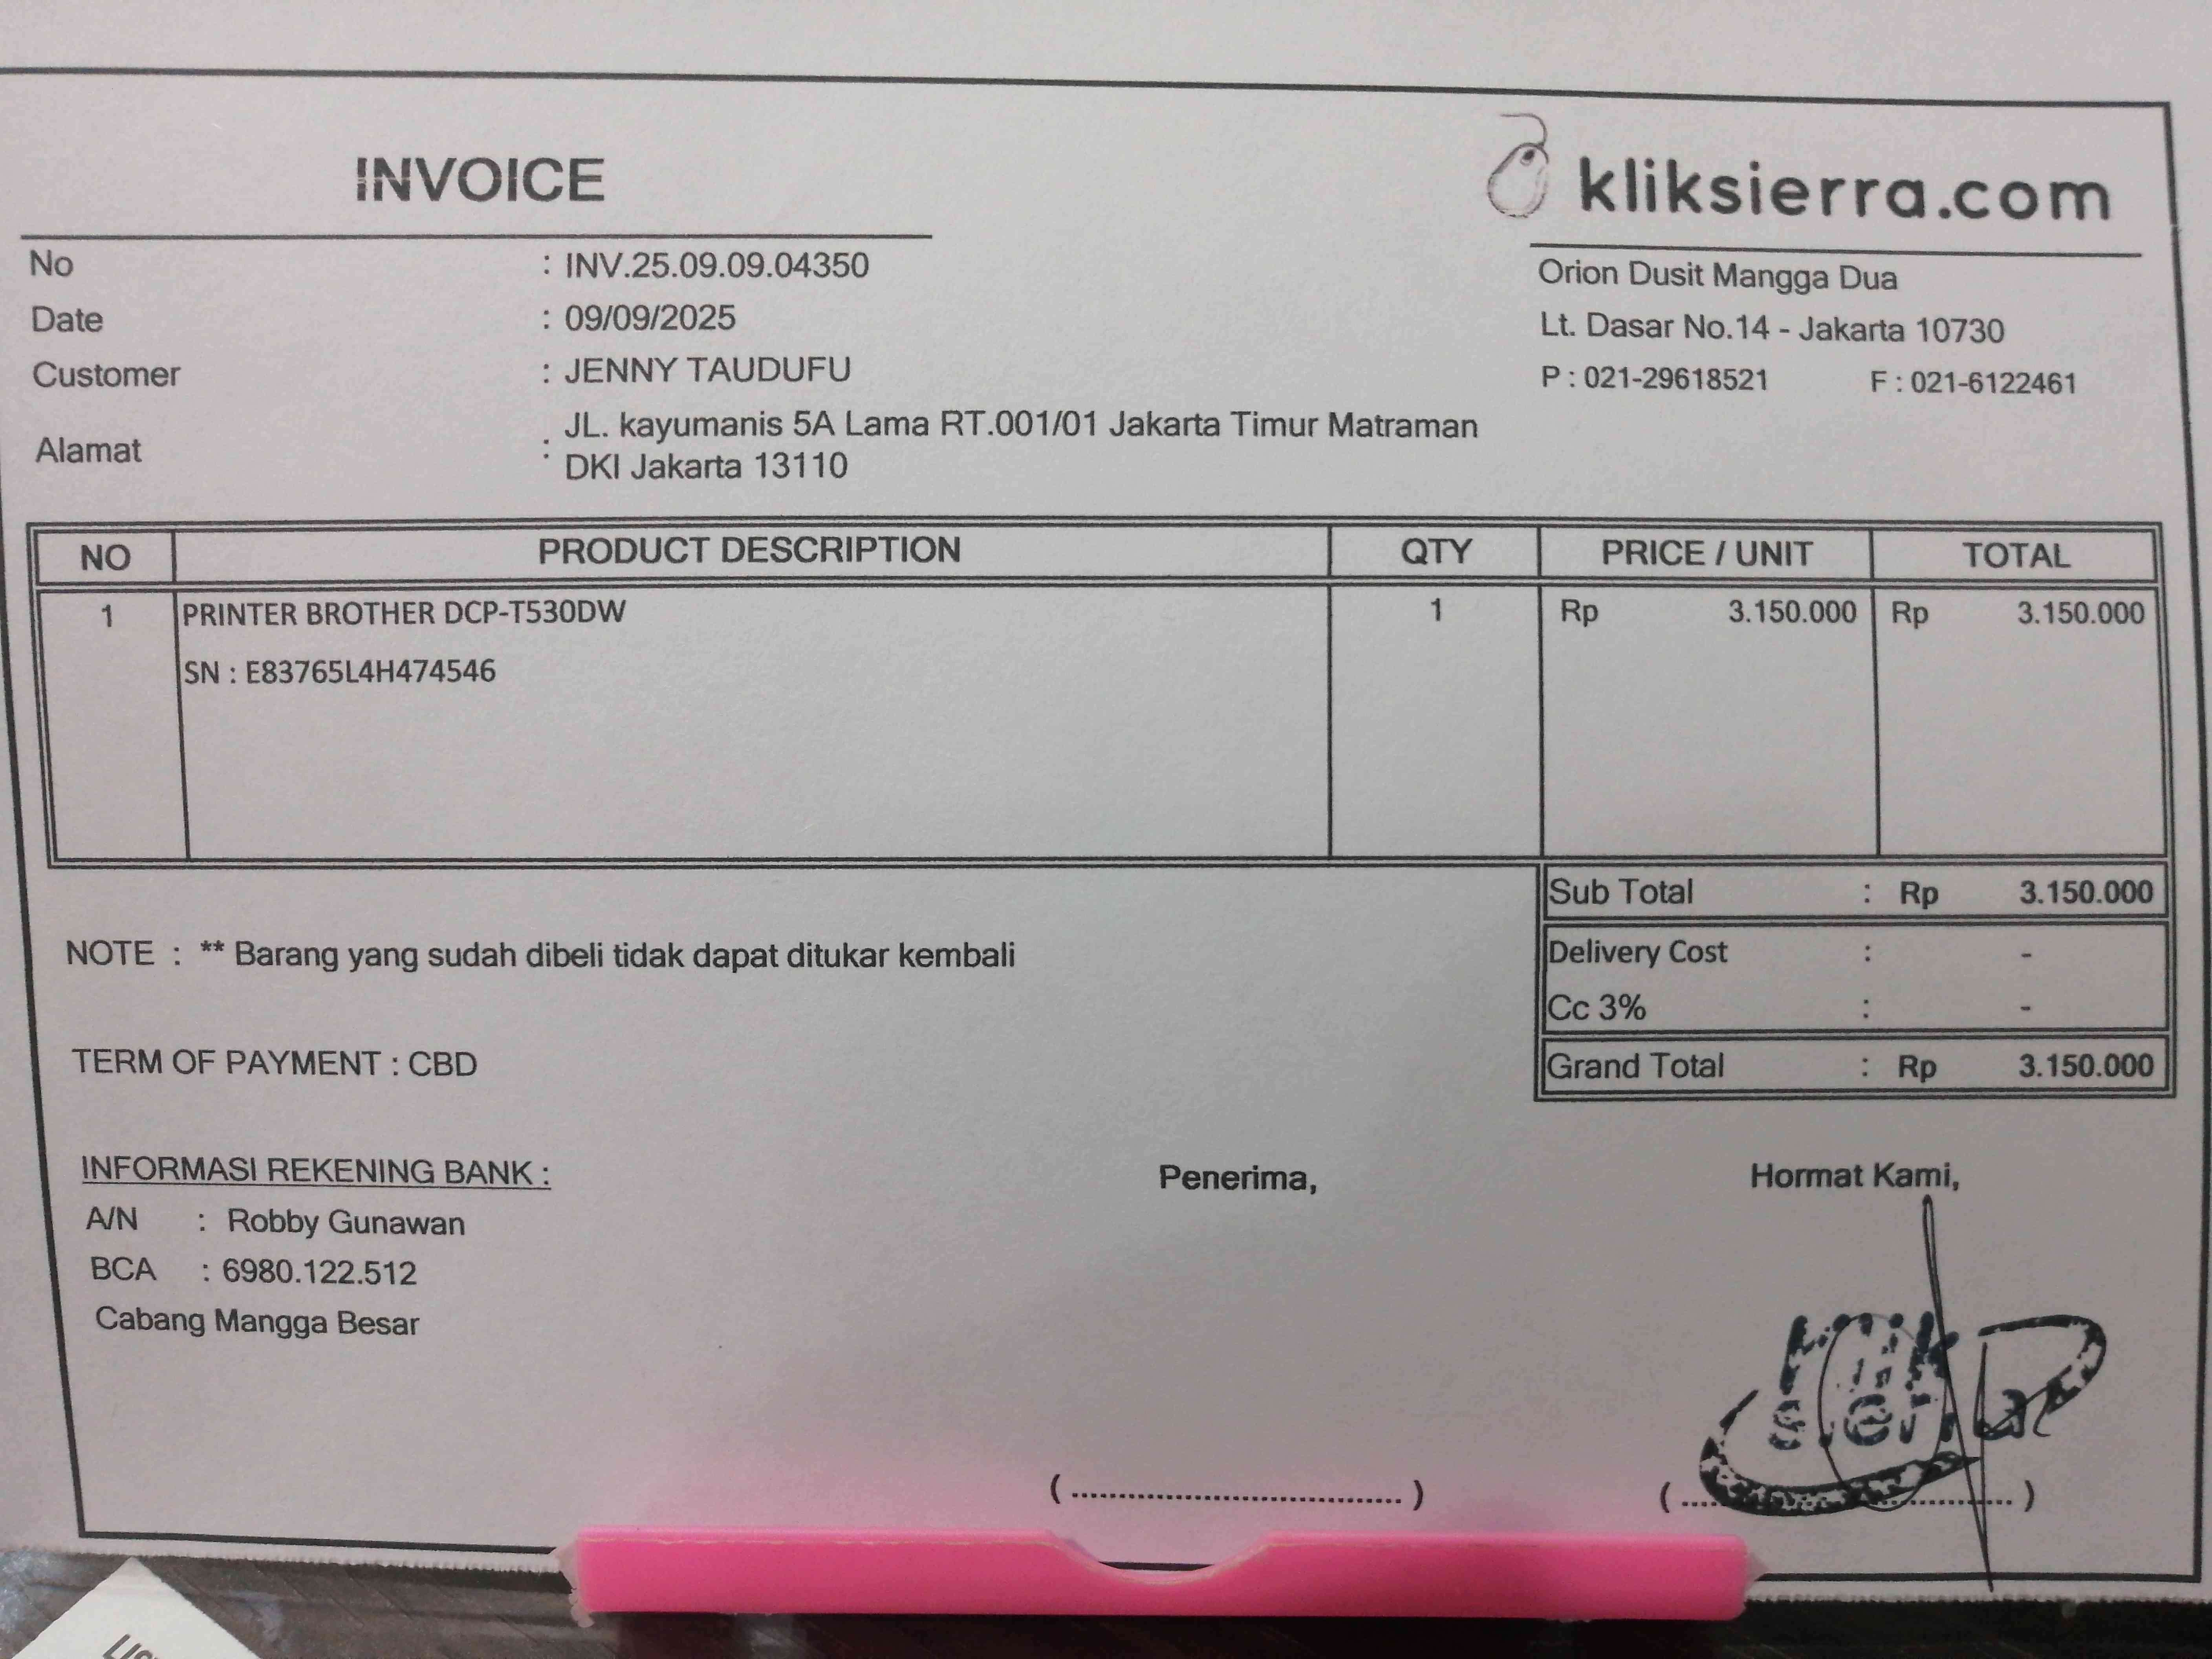 INVOICE
kliksierra.com
No : INV.25.09.09.04350
Date : 09/09/2025
Customer : JENNY TAUDUFU
Alamat : JL. kayumanis 5A Lama RT.001/01 Jakarta Timur Matraman
DKI Jakarta 13110
Orion Dusit Mangga Dua
Lt. Dasar No.14 - Jakarta 10730
P : 021-29618521 F : 021-6122461
NO PRODUCT DESCRIPTION QTY PRICE / UNIT TOTAL
1 PRINTER BROTHER DCP-T530DW 1 Rp 3.150.000 Rp 3.150.000
SN : E83765L4H474546
Sub Total : Rp 3.150.000
NOTE : ** Barang yang sudah dibeli tidak dapat ditukar kembali
Delivery Cost : -
Cc 3% : -
TERM OF PAYMENT : CBD
Grand Total : Rp 3.150.000
INFORMASI REKENING BANK :
A/N : Robby Gunawan
BCA : 6980.122.512
Cabang Mangga Besar
Penerima,
Hormat Kami,
klik
sierra
(..................................)
(..................................)